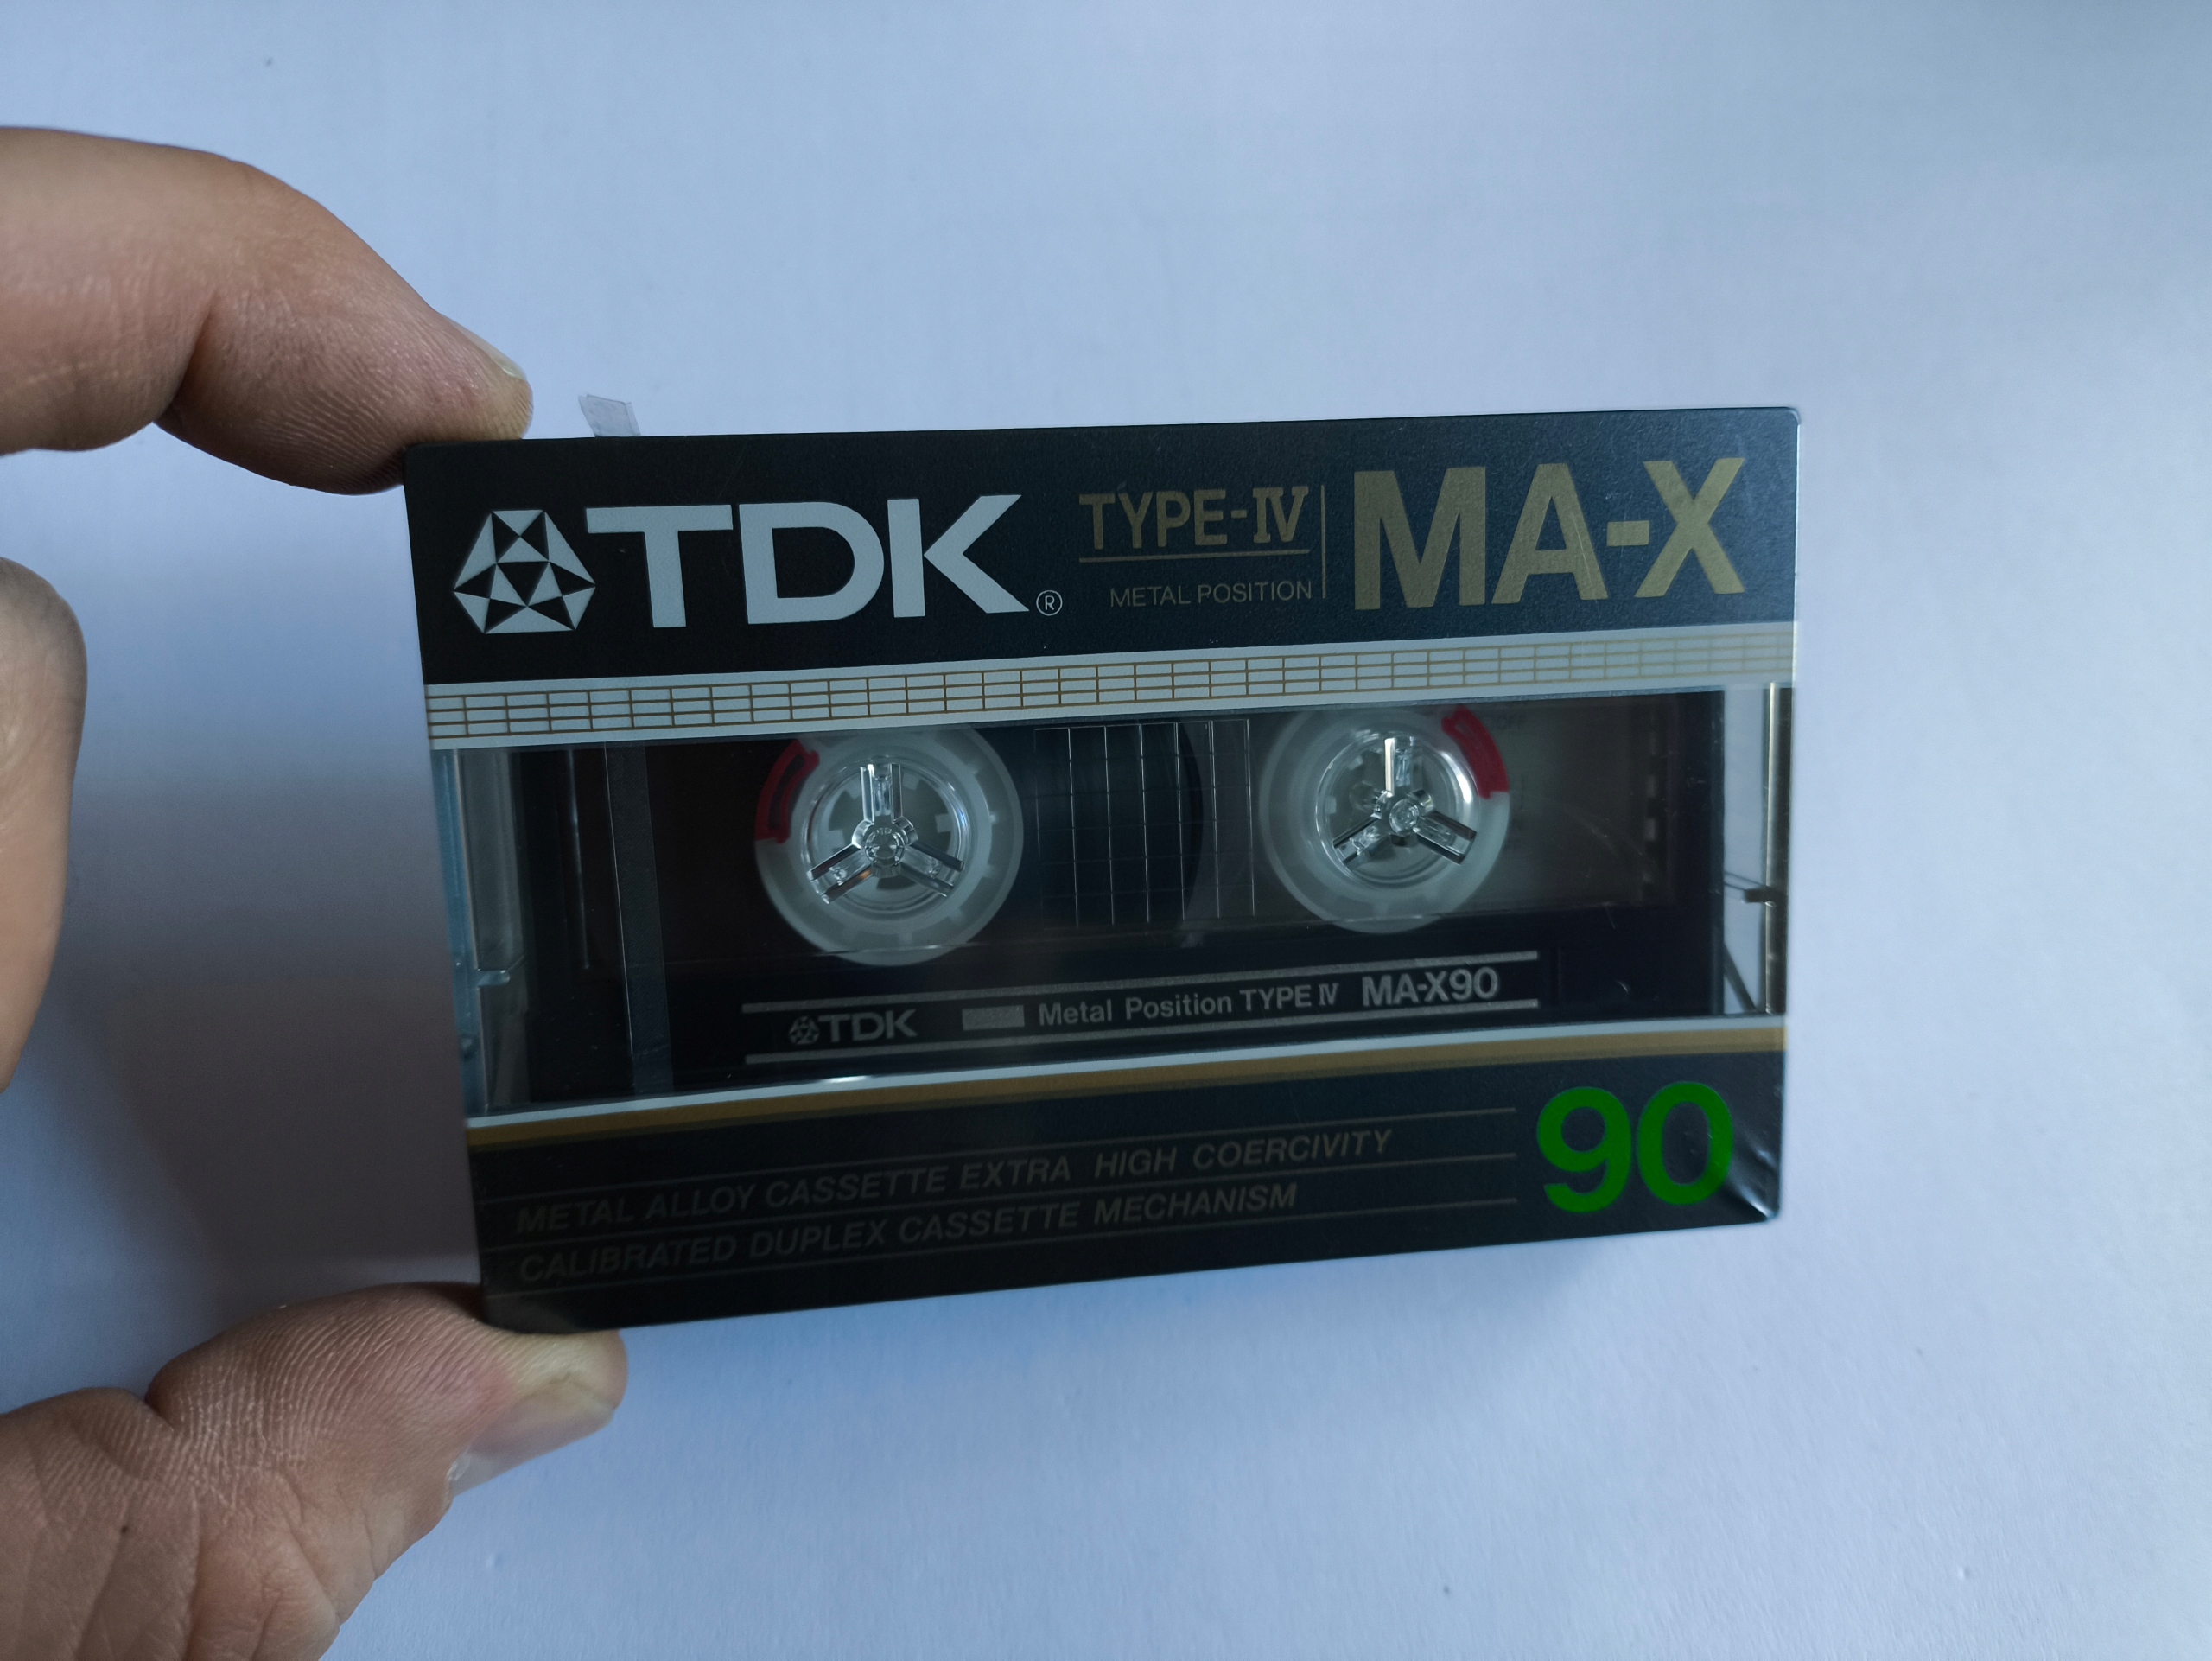 TDK®
TYPE-IV
METAL POSITION
MA-X
TDK Metal Position TYPE IV MA-X90
METAL ALLOY CASSETTE EXTRA HIGH COERCIVITY
CALIBRATED DUPLEX CASSETTE MECHANISM
90